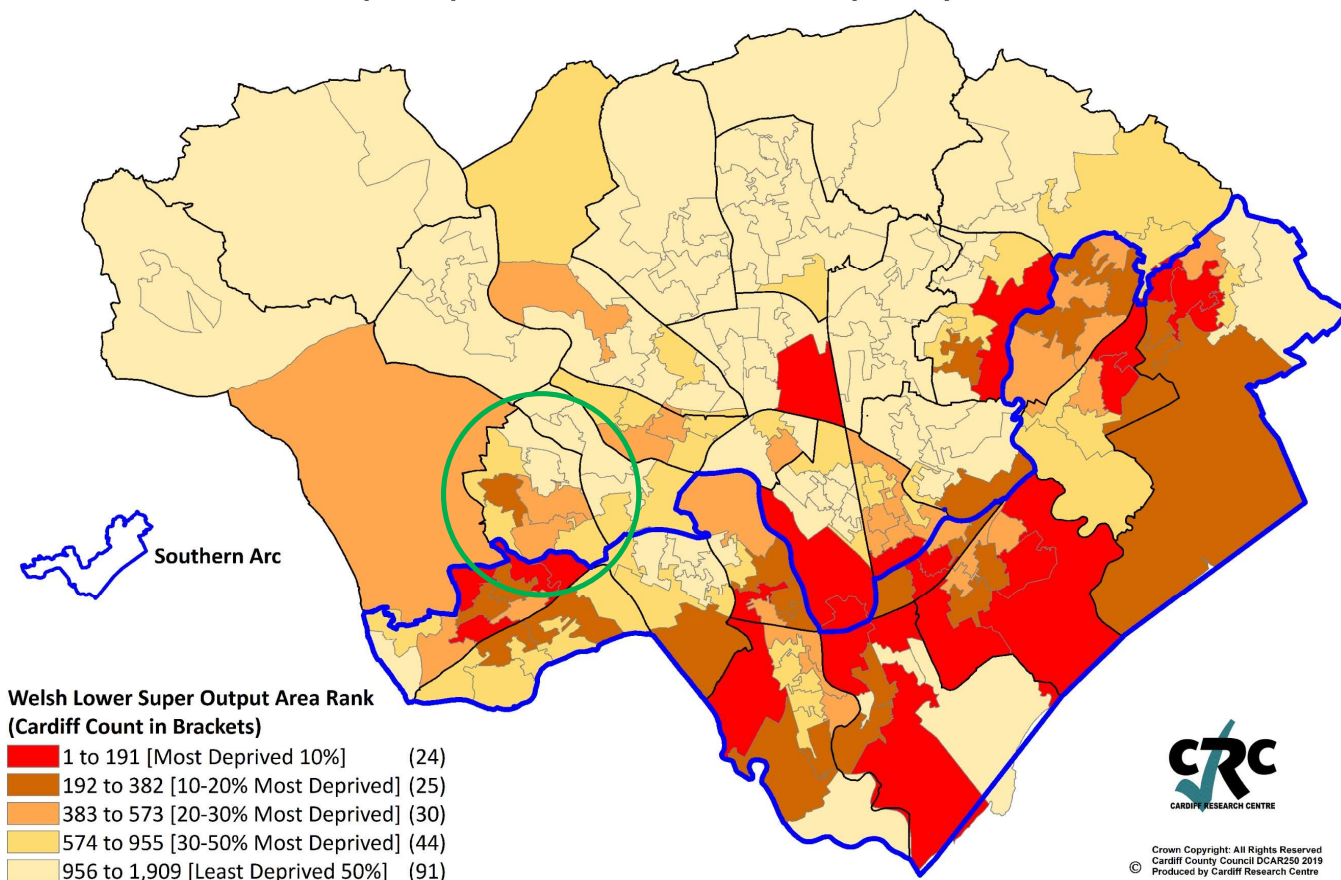 Southern Arc
Welsh Lower Super Output Area Rank
(Cardiff Count in Brackets)
1 to 191 [Most Deprived 10%] (24)
192 to 382 [10-20% Most Deprived] (25)
383 to 573 [20-30% Most Deprived] (30)
574 to 955 [30-50% Most Deprived] (44)
956 to 1,909 [Least Deprived 50%] (91)
CRC
CARDIFF RESEARCH CENTRE
Crown Copyright: All Rights Reserved
Cardiff County Council DCAR250 2019
© Produced by Cardiff Research Centre